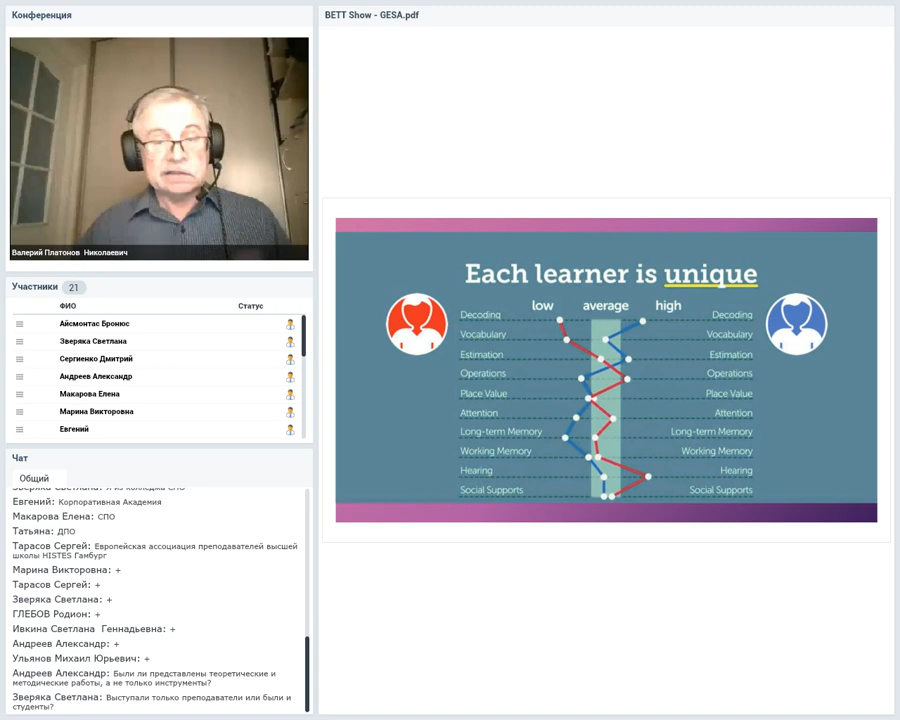 Конференция
Валерий Платонов Николаевич
Участники 21
ФИО Статус
Айсмонтас Бронюс
Зверяка Светлана
Сергиенко Дмитрий
Андреев Александр
Макарова Елена
Марина Викторовна
Евгений
Чат
Общий
Зверяка Светлана: Я из колледжа СПО
Евгений: Корпоративная Академия
Макарова Елена: СПО
Татьяна: ДПО
Тарасов Сергей: Европейская ассоциация преподавателей высшей
школы HISTES Гамбург
Марина Викторовна: +
Тарасов Сергей: +
Зверяка Светлана: +
ГЛЕБОВ Родион: +
Ивкина Светлана Геннадьевна: +
Андреев Александр: +
Ульянов Михаил Юрьевич: +
Андреев Александр: Были ли представлены теоретические и
методические работы, а не только инструменты?
Зверяка Светлана: Выступали только преподаватели или были и
студенты?
BETT Show - GESA.pdf
Each learner is unique
low average high
Decoding Decoding
Vocabulary Vocabulary
Estimation Estimation
Operations Operations
Place Value Place Value
Attention Attention
Long-term Memory Long-term Memory
Working Memory Working Memory
Hearing Hearing
Social Supports Social Supports